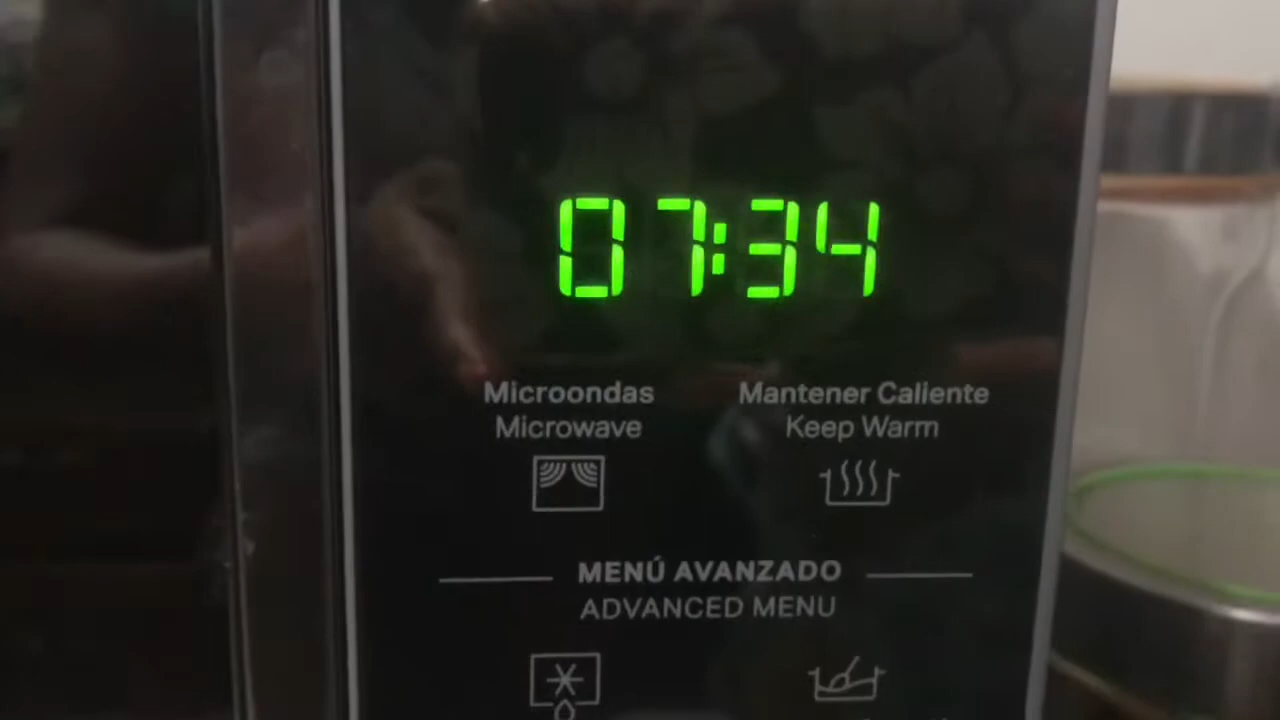 07:34
Microondas Mantener Caliente
Microwave Keep Warm
MENÚ AVANZADO
ADVANCED MENU